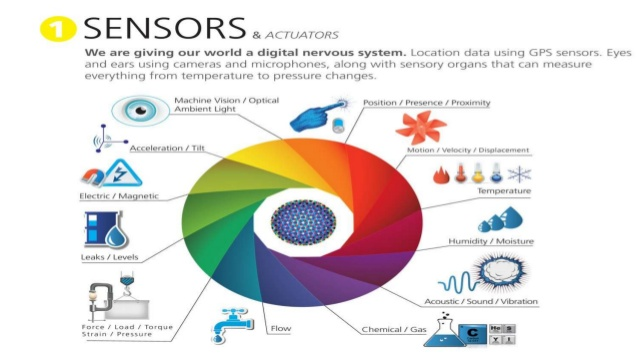 1 SENSORS & ACTUATORS
We are giving our world a digital nervous system. Location data using GPS sensors. Eyes
and ears using cameras and microphones, along with sensory organs that can measure
everything from temperature to pressure changes.
Machine Vision / Optical
Ambient Light
Position / Presence / Proximity
Acceleration / Tilt
Motion / Velocity / Displacement
Electric / Magnetic
Temperature
Leaks / Levels
Humidity / Moisture
Acoustic / Sound / Vibration
Force / Load / Torque
Strain / Pressure
Flow
Chemical / Gas
C